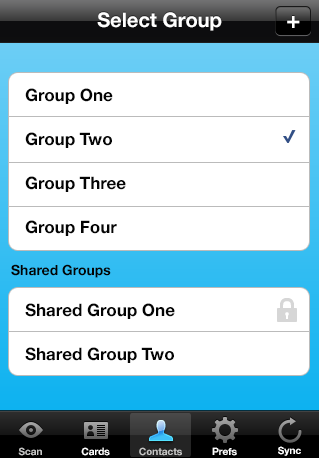 Select Group
+
Group One
Group Two
Group Three
Group Four
Shared Groups
Shared Group One
Shared Group Two
Scan Cards Contacts Prefs Sync